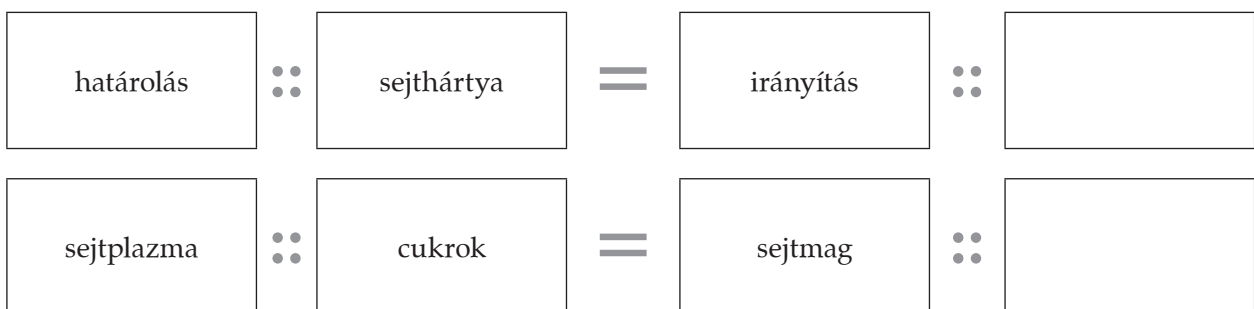 határolás sejthártya = irányítás
sejtplazma cukrok = sejtmag